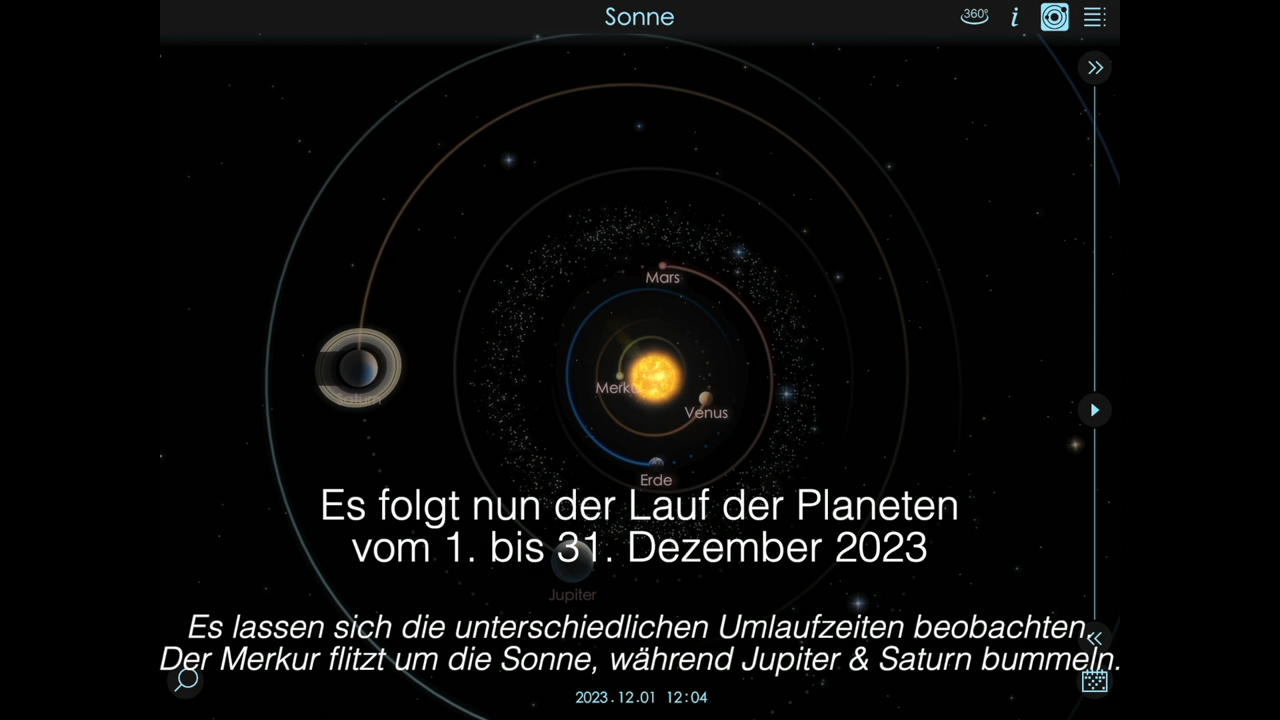 Sonne
360°
i
Mars
Merkur
Venus
Saturn
Erde
Es folgt nun der Lauf der Planeten
vom 1. bis 31. Dezember 2023
Jupiter
Es lassen sich die unterschiedlichen Umlaufzeiten beobachten.
Der Merkur flitzt um die Sonne, während Jupiter & Saturn bummeln.
2023.12.01 12:04